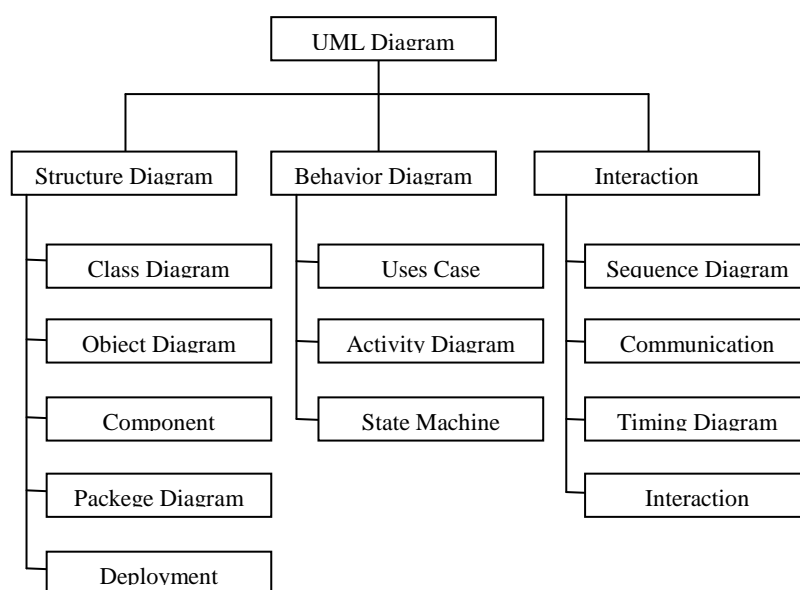 UML Diagram
Structure Diagram
Behavior Diagram
Interaction
Class Diagram
Object Diagram
Component
Packege Diagram
Deployment
Uses Case
Activity Diagram
State Machine
Sequence Diagram
Communication
Timing Diagram
Interaction